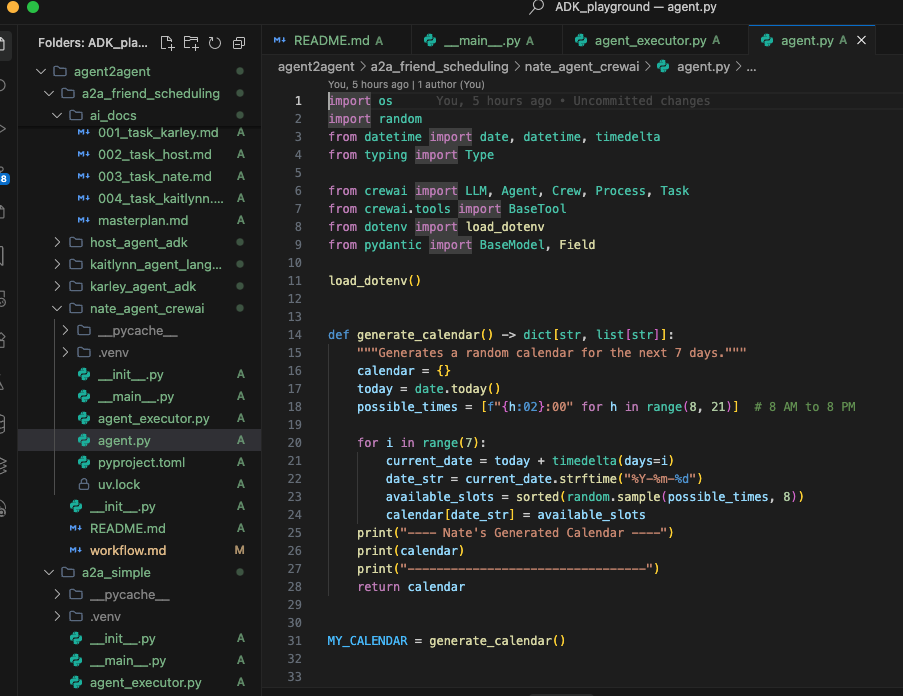 ADK_playground — agent.py
Folders: ADK_pla...
README.md A
__main__.py A
agent_executor.py A
agent.py A
agent2agent > a2a_friend_scheduling > nate_agent_crewai > agent.py > ...
agent2agent
a2a_friend_scheduling
ai_docs
001_task_karley.md A
002_task_host.md A
003_task_nate.md A
004_task_kaitlynn.... A
masterplan.md A
host_agent_adk
kaitlynn_agent_lang...
karley_agent_adk
nate_agent_crewai
__pycache__
.venv
__init__.py A
__main__.py A
agent_executor.py A
agent.py A
pyproject.toml A
uv.lock A
__init__.py A
README.md A
workflow.md M
a2a_simple
__pycache__
.venv
__init__.py A
__main__.py A
agent_executor.py A
8
You, 5 hours ago | 1 author (You)
1 import os You, 5 hours ago • Uncommitted changes
2 import random
3 from datetime import date, datetime, timedelta
4 from typing import Type
5
6 from crewai import LLM, Agent, Crew, Process, Task
7 from crewai.tools import BaseTool
8 from dotenv import load_dotenv
9 from pydantic import BaseModel, Field
10
11 load_dotenv()
12
13
14 def generate_calendar() -> dict[str, list[str]]:
15 """Generates a random calendar for the next 7 days."""
16 calendar = {}
17 today = date.today()
18 possible_times = [f"{h:02}:00" for h in range(8, 21)] # 8 AM to 8 PM
19
20 for i in range(7):
21 current_date = today + timedelta(days=i)
22 date_str = current_date.strftime("%Y-%m-%d")
23 available_slots = sorted(random.sample(possible_times, 8))
24 calendar[date_str] = available_slots
25 print("---- Nate's Generated Calendar ----")
26 print(calendar)
27 print("---------------------------------")
28 return calendar
29
30
31 MY_CALENDAR = generate_calendar()
32
33